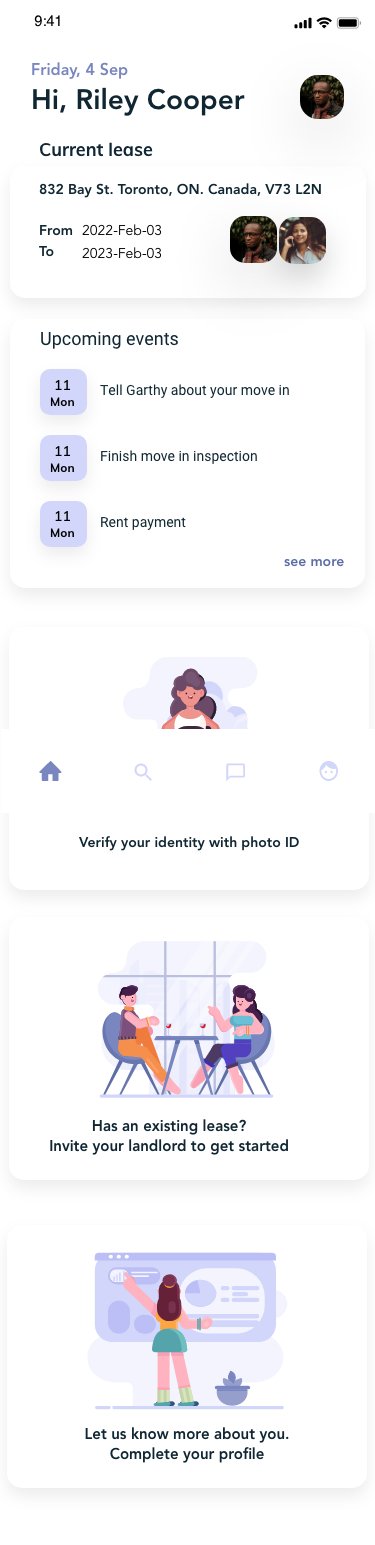 9:41
Friday, 4 Sep
Hi, Riley Cooper
Current lease
832 Bay St. Toronto, ON. Canada, V73 L2N
From 2022-Feb-03
To 2023-Feb-03
Upcoming events
11
Mon
Tell Garthy about your move in
11
Mon
Finish move in inspection
11
Mon
Rent payment
see more
Verify your identity with photo ID
Has an existing lease?
Invite your landlord to get started
Let us know more about you.
Complete your profile